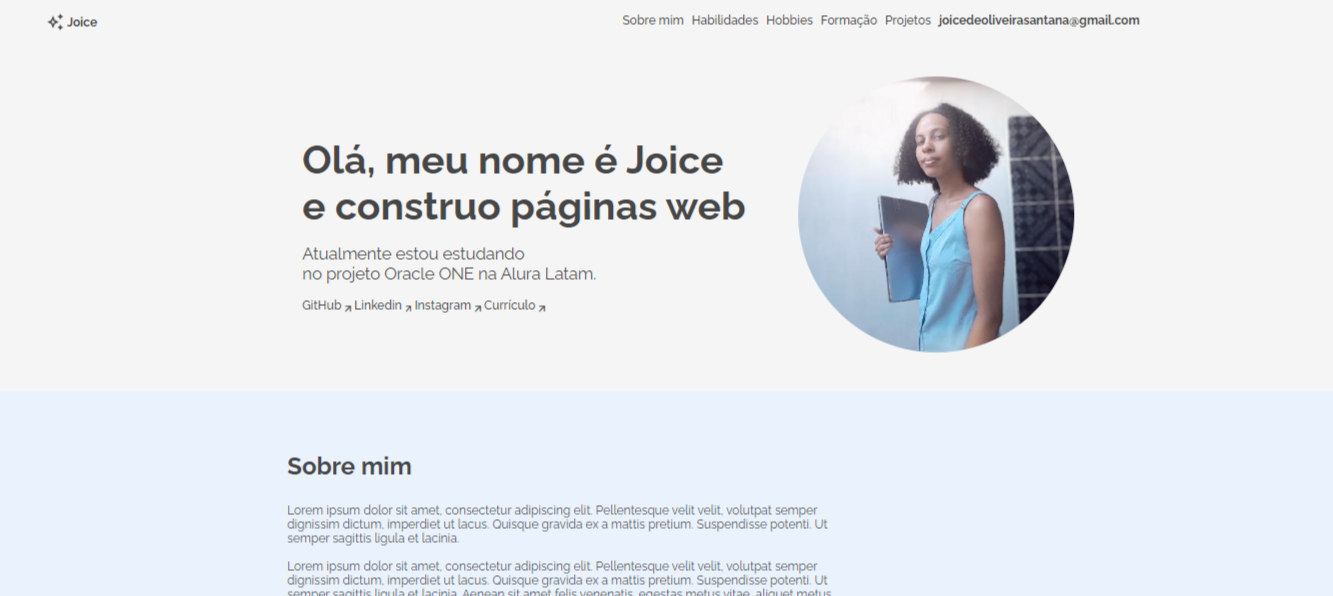 Joice
Sobre mim Habilidades Hobbies Formação Projetos joicedeoliveirasantana@gmail.com
Olá, meu nome é Joice
e construo páginas web
Atualmente estou estudando
no projeto Oracle ONE na Alura Latam.
GitHub Linkedin Instagram Currículo
Sobre mim
Lorem ipsum dolor sit amet, consectetur adipiscing elit. Pellentesque velit velit, volutpat semper
dignissim dictum, imperdiet ut lacus. Quisque gravida ex a mattis pretium. Suspendisse potenti. Ut
semper sagittis ligula et lacinia.
Lorem ipsum dolor sit amet, consectetur adipiscing elit. Pellentesque velit velit, volutpat semper
dignissim dictum, imperdiet ut lacus. Quisque gravida ex a mattis pretium. Suspendisse potenti. Ut
semper sagittis ligula et lacinia. Aenean sit amet felis venenatis, egestas metus vitae, aliquet metus